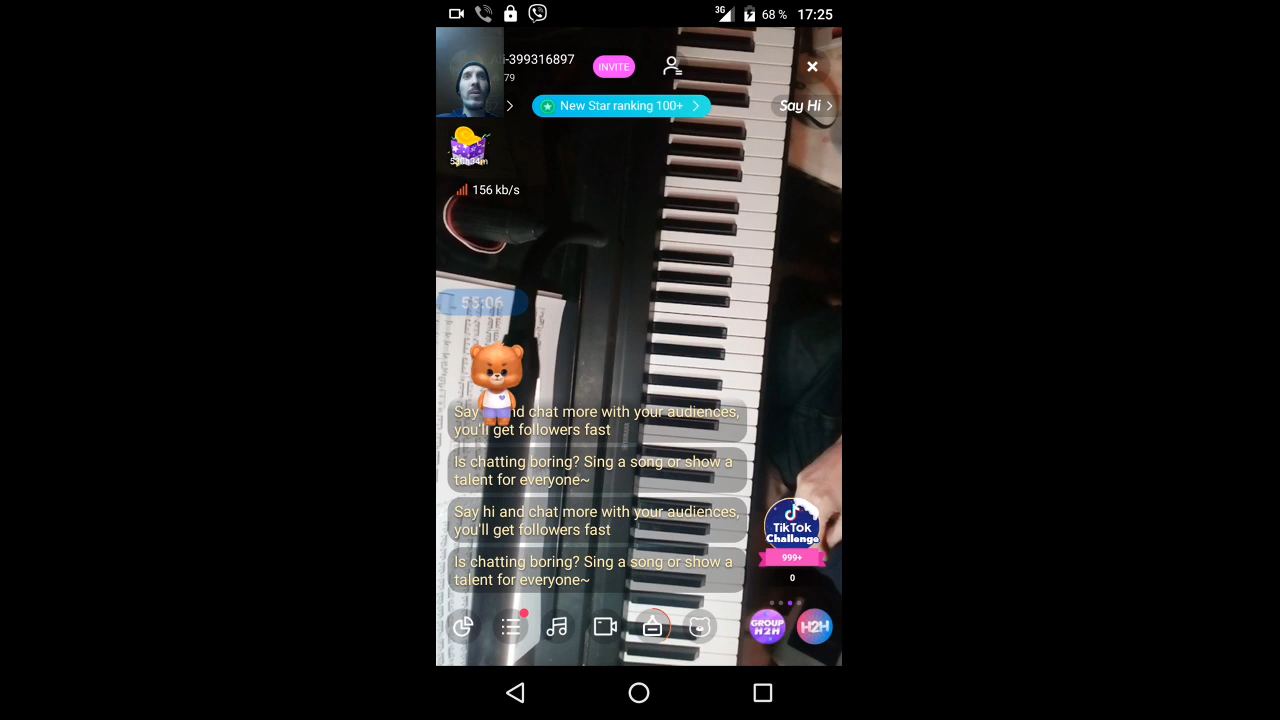 3G 68 % 17:25
i-399316897
79
INVITE
New Star ranking 100+
Say Hi
156 kb/s
55:06
Say nd chat more with your audiences,
you'll get followers fast
Is chatting boring? Sing a song or show a
talent for everyone~
Say hi and chat more with your audiences,
you'll get followers fast
Is chatting boring? Sing a song or show a
talent for everyone~
TikTok
Challenge
999+
0
GROUP
H2H
H2H